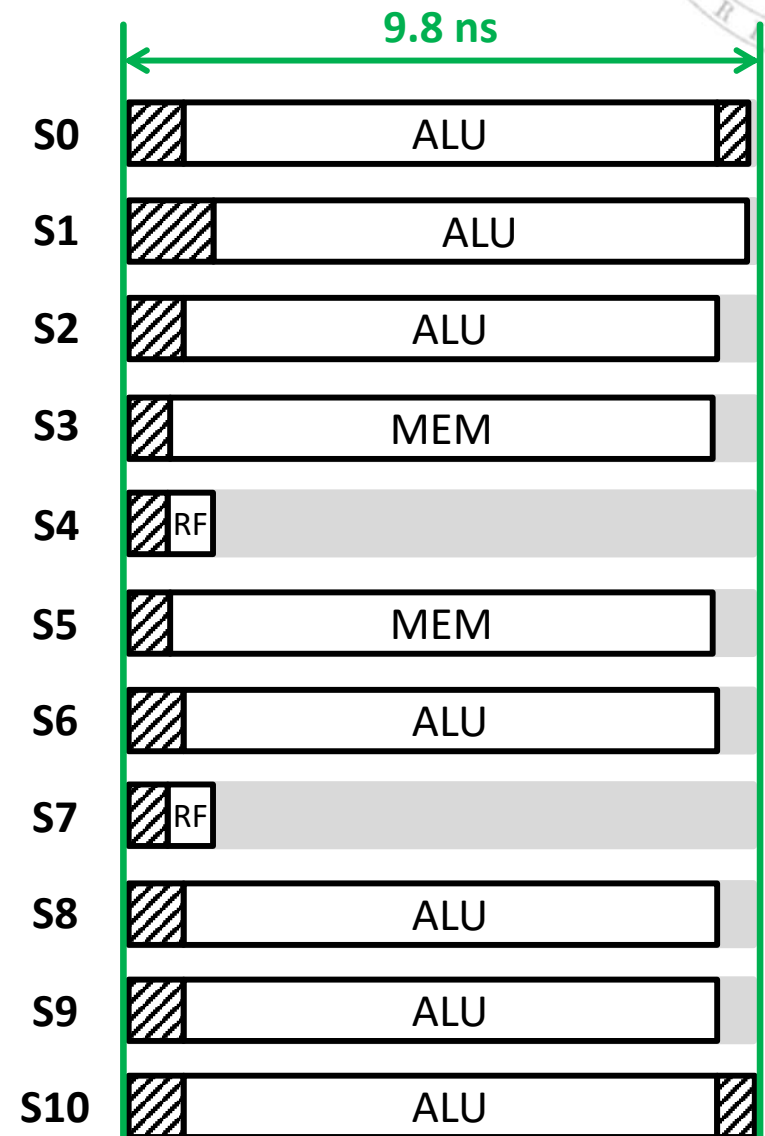 9.8 ns
S0 ALU
S1 ALU
S2 ALU
S3 MEM
S4 RF
S5 MEM
S6 ALU
S7 RF
S8 ALU
S9 ALU
S10 ALU